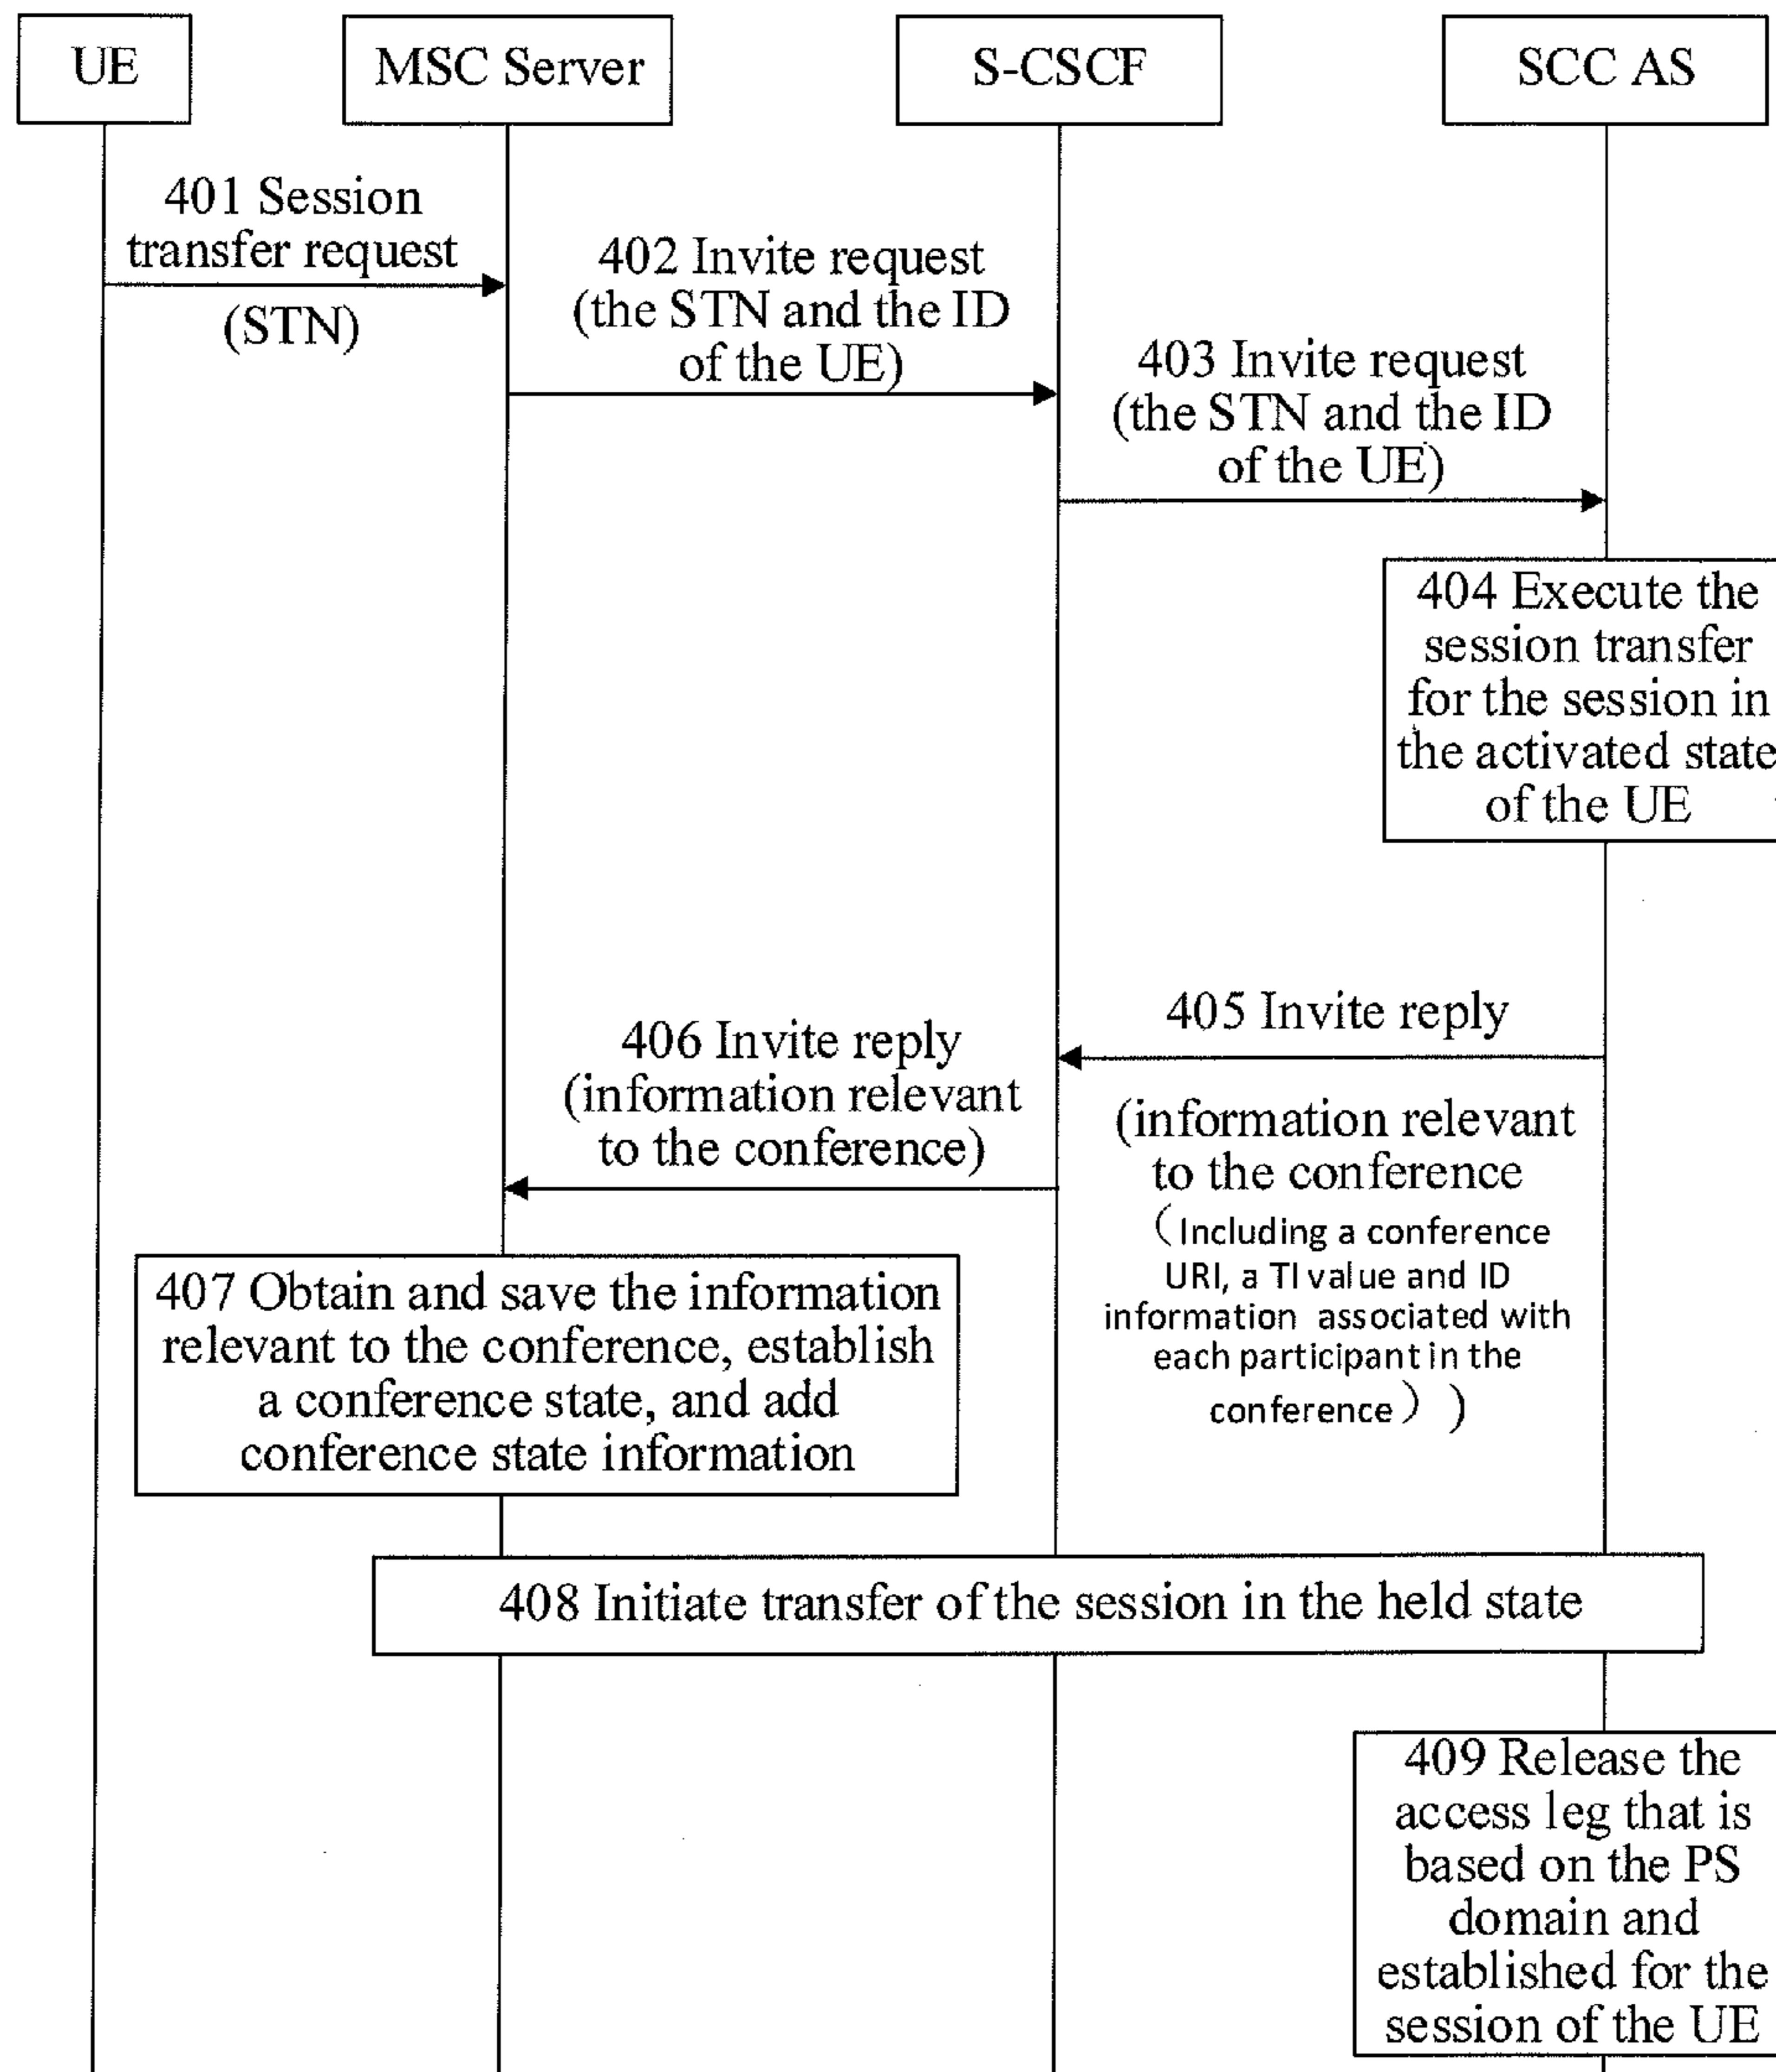 UE
MSC Server
S-CSCF
SCC AS
401 Session
transfer request
(STN)
402 Invite request
(the STN and the ID
of the UE)
403 Invite request
(the STN and the ID
of the UE)
404 Execute the
session transfer
for the session in
the activated state
of the UE
405 Invite reply
(information relevant
to the conference
(Including a conference
URI, a TI value and ID
information associated with
each participant in the
conference))
406 Invite reply
(information relevant
to the conference)
407 Obtain and save the information
relevant to the conference, establish
a conference state, and add
conference state information
408 Initiate transfer of the session in the held state
409 Release the
access leg that is
based on the PS
domain and
established for the
session of the UE